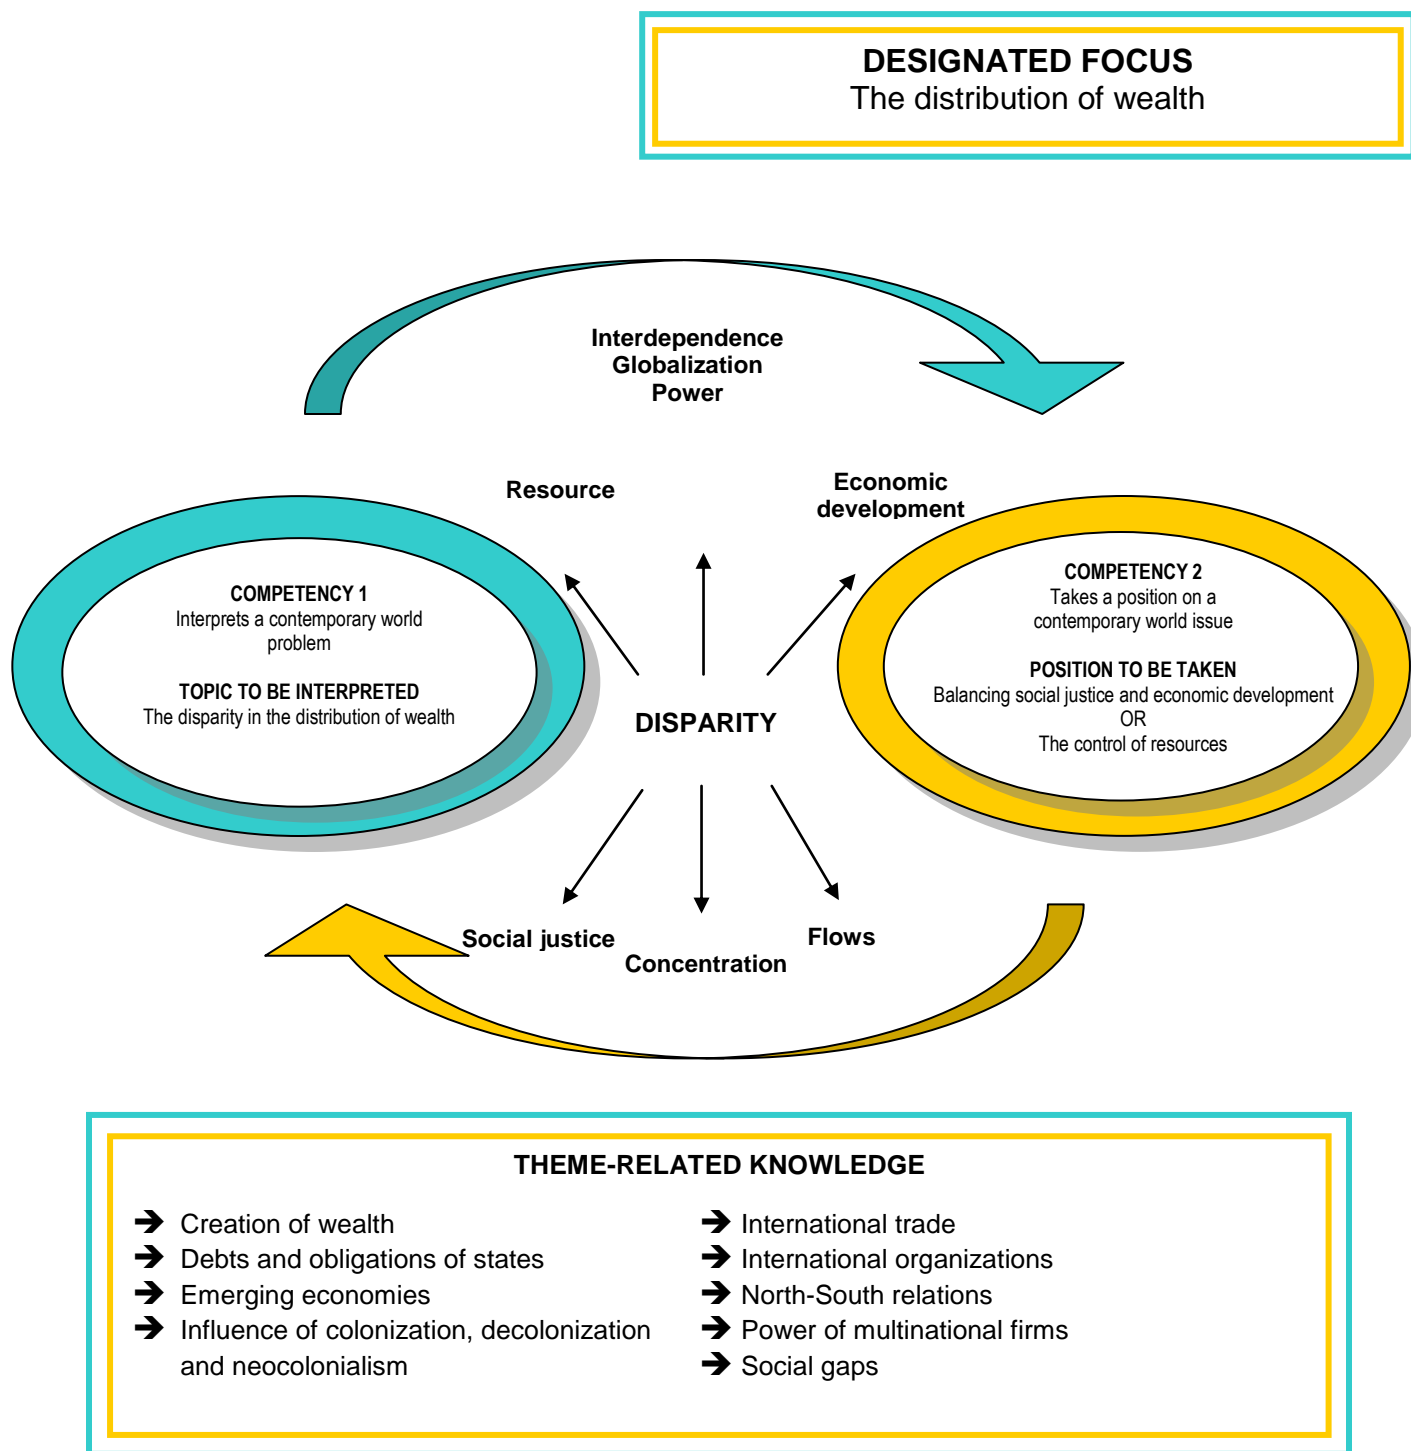 DESIGNATED FOCUS
The distribution of wealth
Interdependence
Globalization
Power
Resource
Economic
development
COMPETENCY 1
Interprets a contemporary world
problem
TOPIC TO BE INTERPRETED
The disparity in the distribution of wealth
DISPARITY
COMPETENCY 2
Takes a position on a
contemporary world issue
POSITION TO BE TAKEN
Balancing social justice and economic development
OR
The control of resources
Social justice
Concentration
Flows
THEME-RELATED KNOWLEDGE
➔ Creation of wealth
➔ Debts and obligations of states
➔ Emerging economies
➔ Influence of colonization, decolonization
and neocolonialism
➔ International trade
➔ International organizations
➔ North-South relations
➔ Power of multinational firms
➔ Social gaps